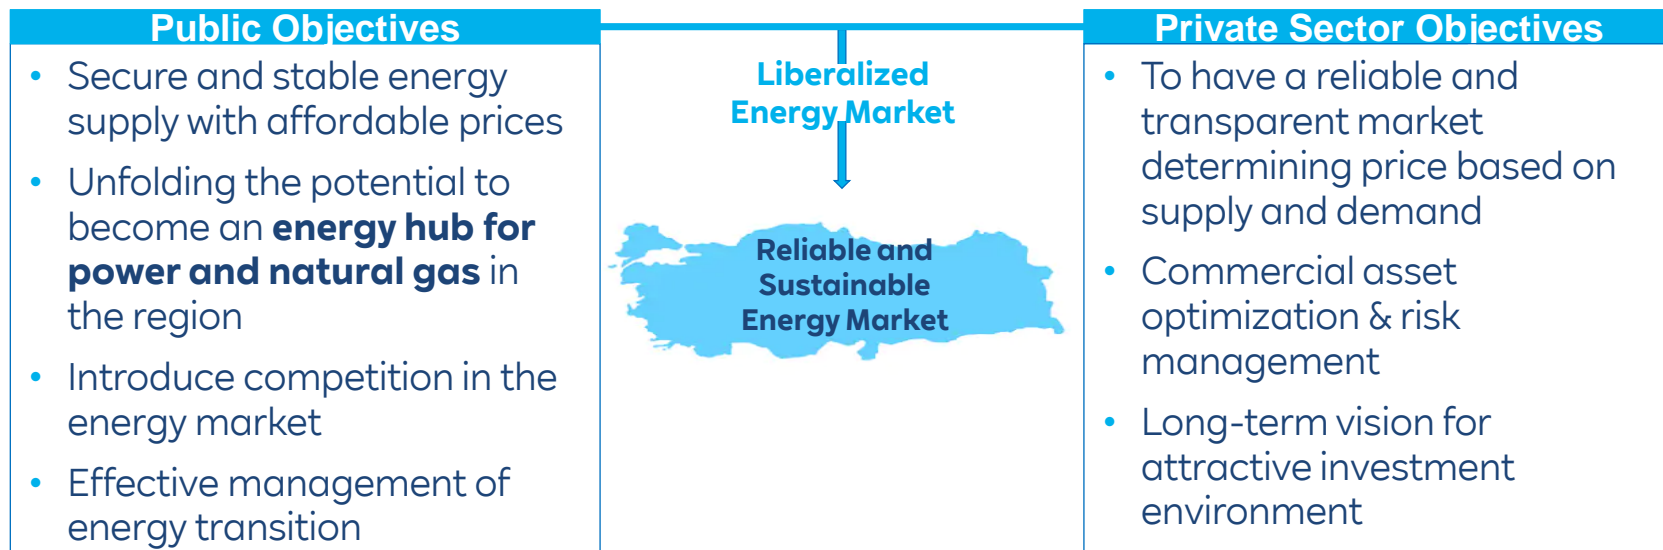 Public Objectives
• Secure and stable energy
supply with affordable prices
• Unfolding the potential to
become an energy hub for
power and natural gas in
the region
• Introduce competition in the
energy market
• Effective management of
energy transition
Liberalized
Energy Market
Reliable and
Sustainable
Energy Market
Private Sector Objectives
• To have a reliable and
transparent market
determining price based on
supply and demand
• Commercial asset
optimization & risk
management
• Long-term vision for
attractive investment
environment